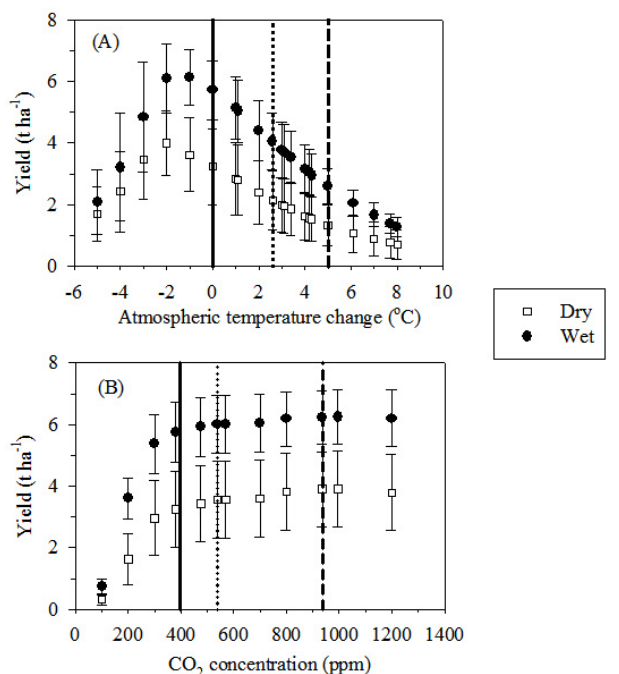 (A)
8
6
4
2
0
Yield (t ha⁻¹)
-6 -4 -2 0 2 4 6 8 10
Atmospheric temperature change (°C)
Dry
Wet
(B)
8
6
4
2
0
Yield (t ha⁻¹)
0 200 400 600 800 1000 1200 1400
CO₂ concentration (ppm)